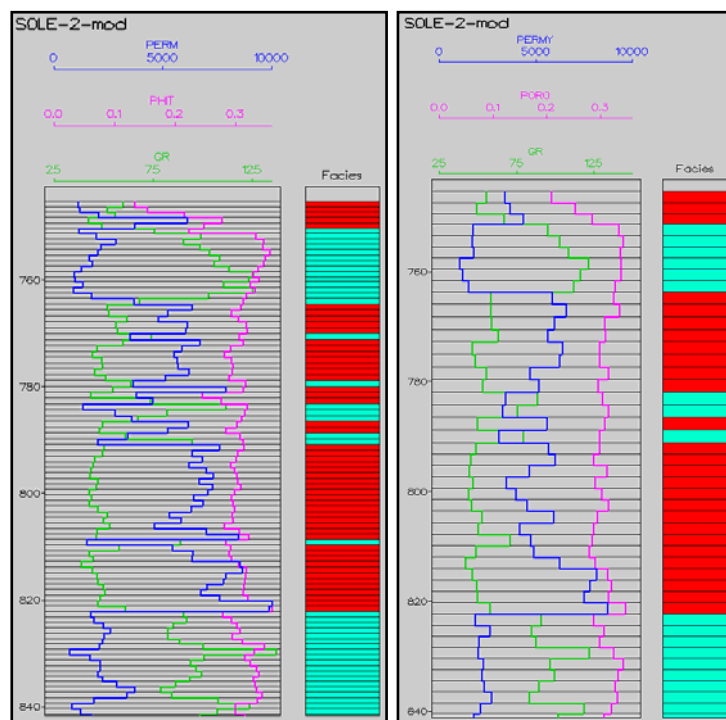 SOLE-2-mod
PERM
0 5000 10000
PHIT
0.0 0.1 0.2 0.3
GR
25 75 125
Facies
760
780
800
820
840
SOLE-2-mod
PERMY
0 5000 10000
PORO
0.0 0.1 0.2 0.3
GR
25 75 125
Facies
760
780
800
820
840